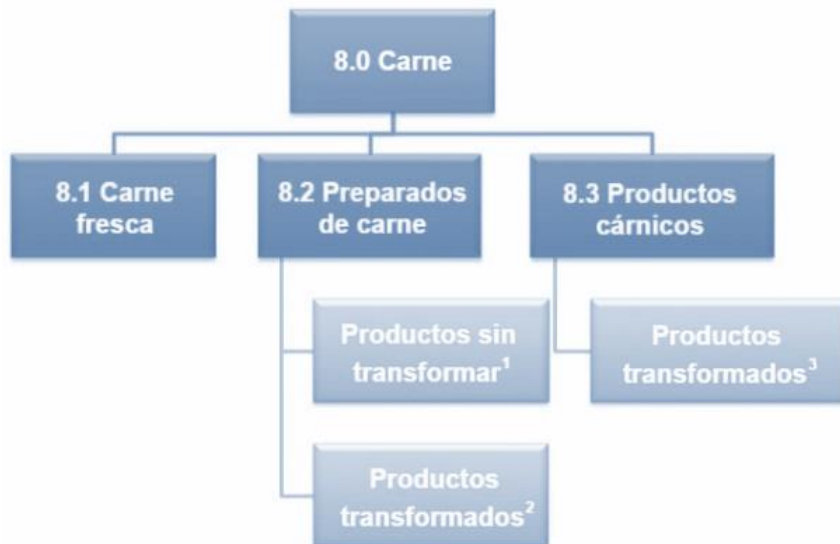 8.0 Carne
8.1 Carne
fresca
8.2 Preparados
de carne
8.3 Productos
cárnicos
Productos sin
transformar¹
Productos
transformados³
Productos
transformados²